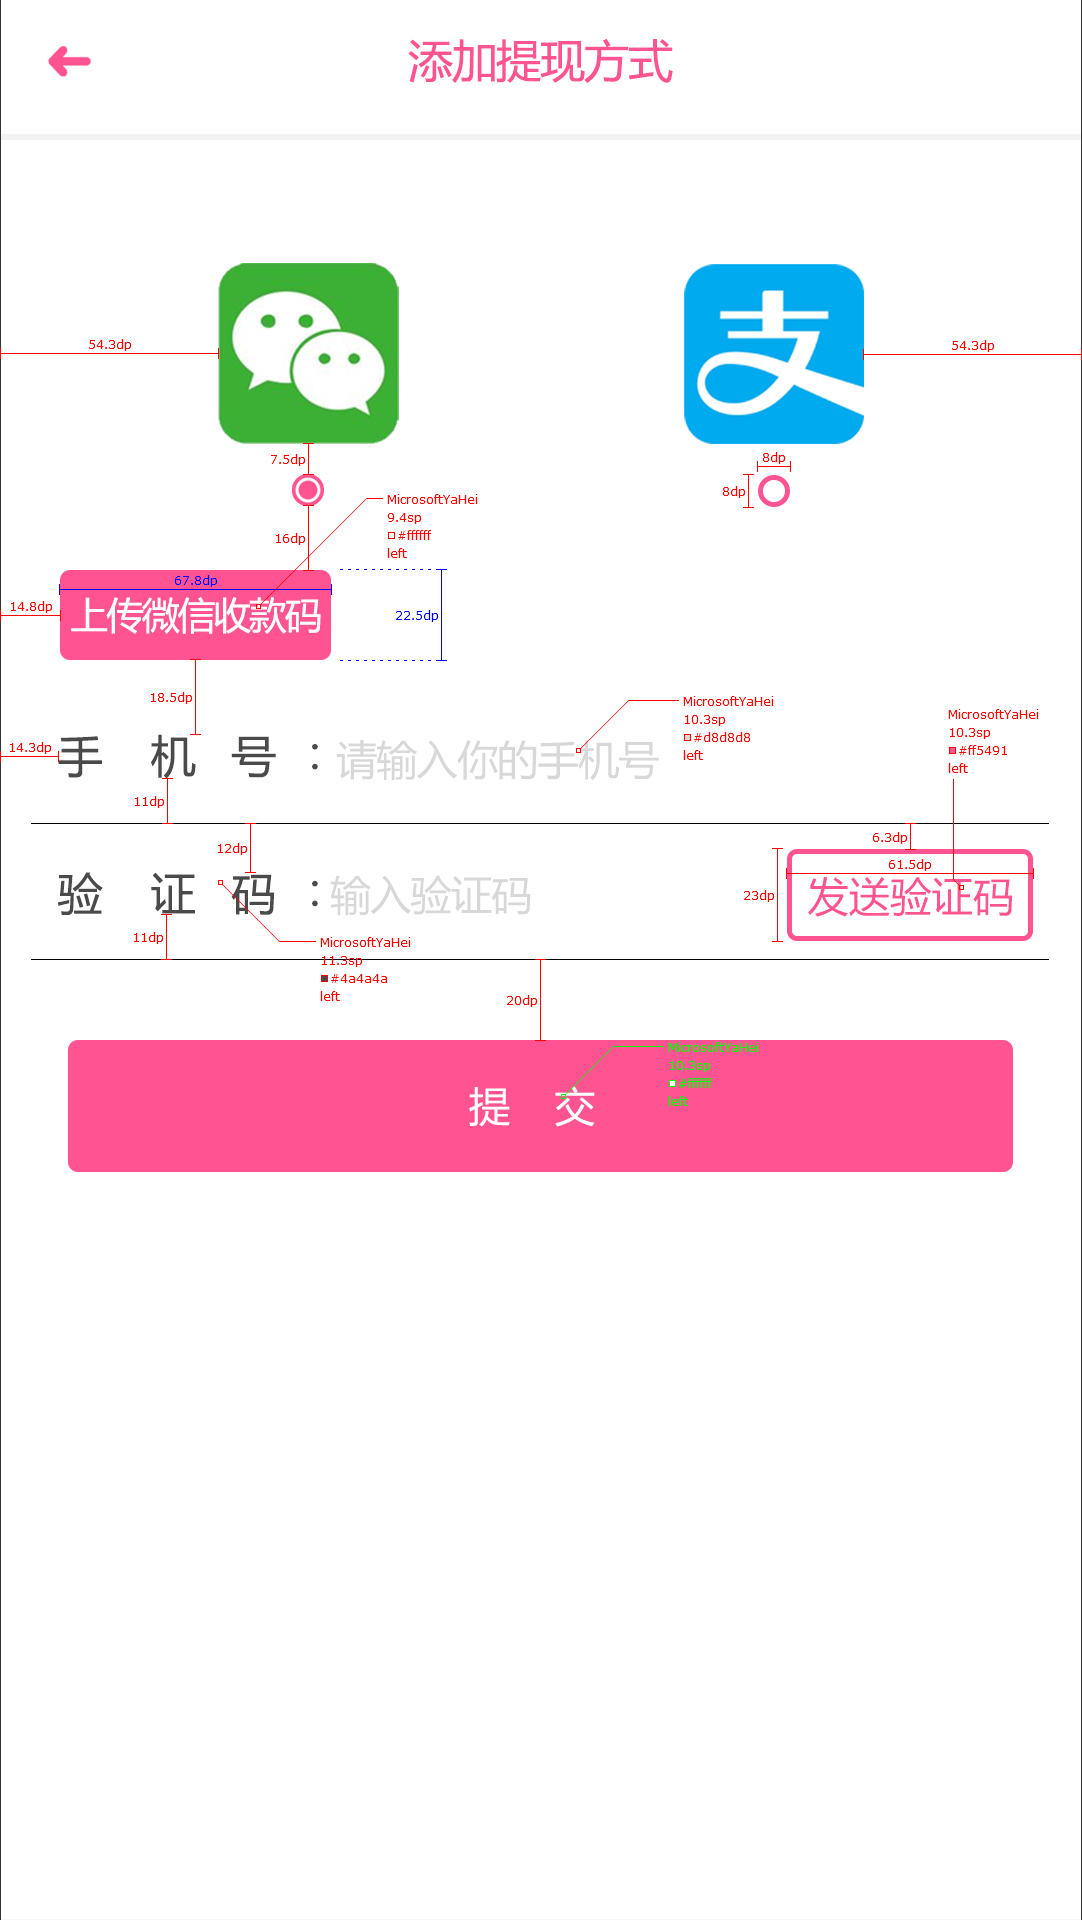 添加提现方式
54.3dp
54.3dp
支
7.5dp
8dp
8dp
16dp
MicrosoftYaHei
9.4sp
#ffffff
left
67.8dp
14.8dp
上传微信收款码
22.5dp
18.5dp
MicrosoftYaHei
10.3sp
#d8d8d8
left
MicrosoftYaHei
10.3sp
#ff5491
left
14.3dp
手 机 号：请输入你的手机号
11dp
12dp
6.3dp
61.5dp
23dp
验 证 码：输入验证码
发送验证码
11dp
MicrosoftYaHei
11.3sp
#4a4a4a
left
20dp
MicrosoftYaHei
#ffffff
left
提 交